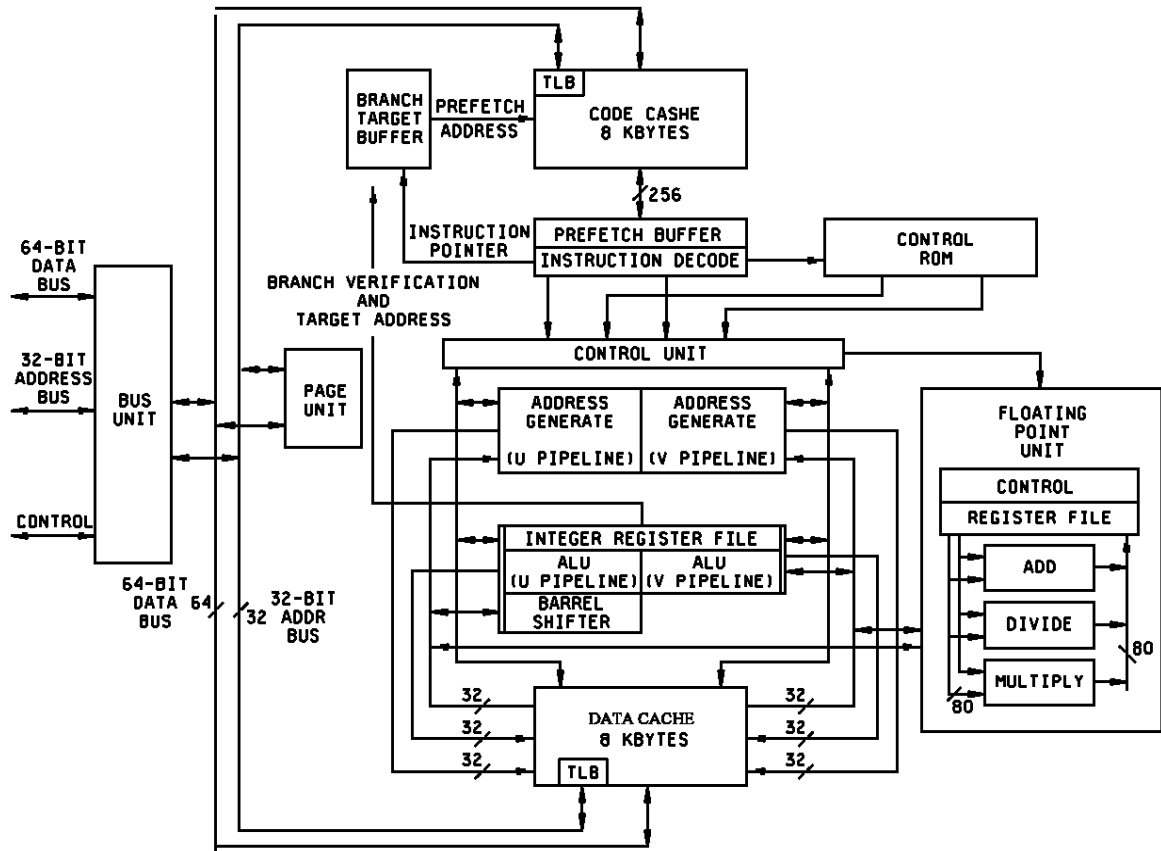 TLB
CODE CASHE
8 KBYTES
BRANCH
TARGET
BUFFER
PREFETCH
ADDRESS
256
INSTRUCTION
POINTER
PREFETCH BUFFER
INSTRUCTION DECODE
CONTROL
ROM
64-BIT
DATA
BUS
BRANCH VERIFICATION
AND
TARGET ADDRESS
32-BIT
ADDRESS
BUS
BUS
UNIT
PAGE
UNIT
CONTROL UNIT
ADDRESS
GENERATE
(U PIPELINE)
ADDRESS
GENERATE
(V PIPELINE)
FLOATING
POINT
UNIT
CONTROL
REGISTER FILE
ADD
DIVIDE
MULTIPLY
80
80
CONTROL
INTEGER REGISTER FILE
ALU
(U PIPELINE)
ALU
(V PIPELINE)
BARREL
SHIFTER
64-BIT
DATA
BUS
64
32
32-BIT
ADDR
BUS
32
32
32
DATA CACHE
8 KBYTES
TLB
32
32
32